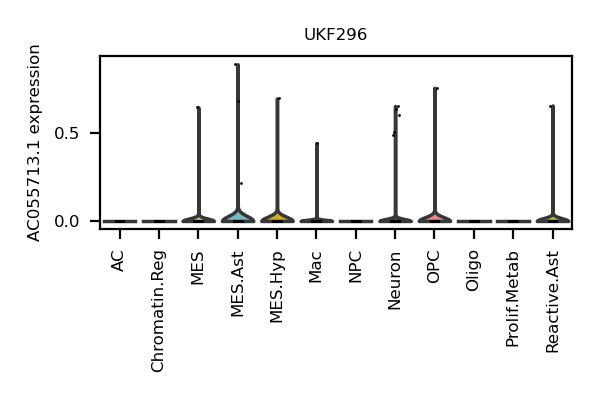 UKF296
AC055713.1 expression
0.5
0.0
AC
Chromatin.Reg
MES
MES.Ast
MES.Hyp
Mac
NPC
Neuron
OPC
Oligo
Prolif.Metab
Reactive.Ast